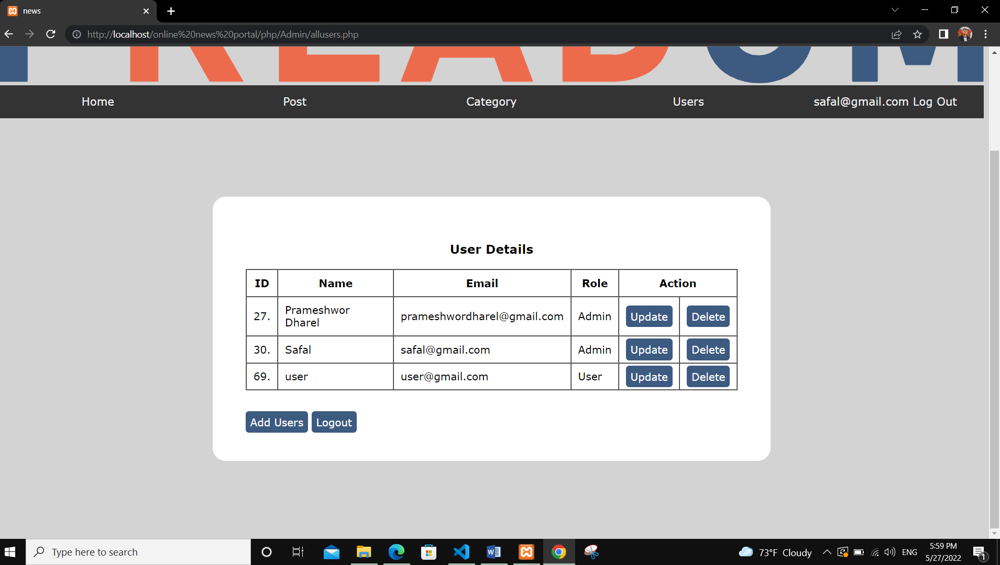 news
http://localhost/online%20news%20portal/php/Admin/allusers.php
READ
Home Post Category Users safal@gmail.com Log Out
User Details
ID Name Email Role Action
27. Prameshwor Dharel prameshwordharel@gmail.com Admin Update Delete
30. Safal safal@gmail.com Admin Update Delete
69. user user@gmail.com User Update Delete
Add Users Logout
Type here to search
73°F Cloudy
ENG
5:59 PM
5/27/2022
1